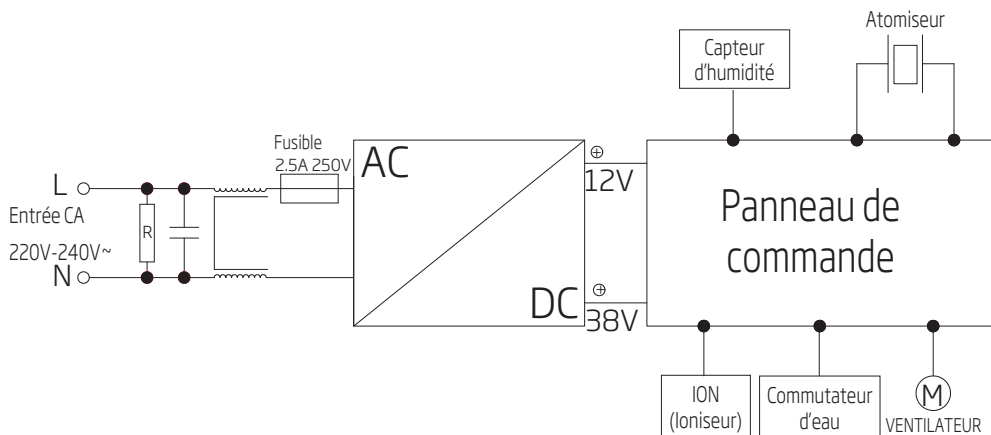 Atomiseur
Capteur
d'humidité
Fusible
2.5A 250V
AC
12V
L
Entrée CA
220V-240V~
N
R
Panneau de
commande
DC
38V
ION
(Ioniseur)
Commutateur
d'eau
M
VENTILATEUR